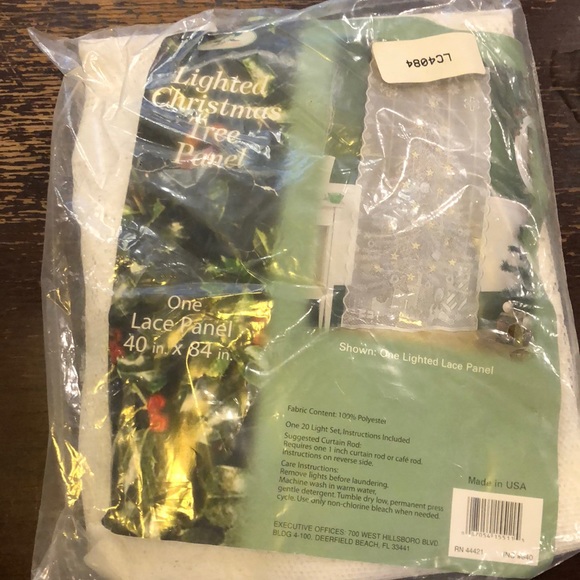 LC4084
Lighted
Christmas
Tree
Panel
One
Lace Panel
40 in. x 84 in.
Shown: One Lighted Lace Panel
Fabric Content: 100% Polyester
One 20 Light Set, Instructions Included
Suggested Curtain Rod:
Requires one 1 inch curtain rod or café rod.
Instructions on reverse side.
Care Instructions:
Remove lights before laundering.
Machine wash in warm water,
gentle detergent. Tumble dry low, permanent press
cycle. Use only non-chlorine bleach when needed.
Made in USA
EXECUTIVE OFFICES: 700 WEST HILLSBORO BLVD
BLDG 4-100, DEERFIELD BEACH, FL 33441
RN 44421